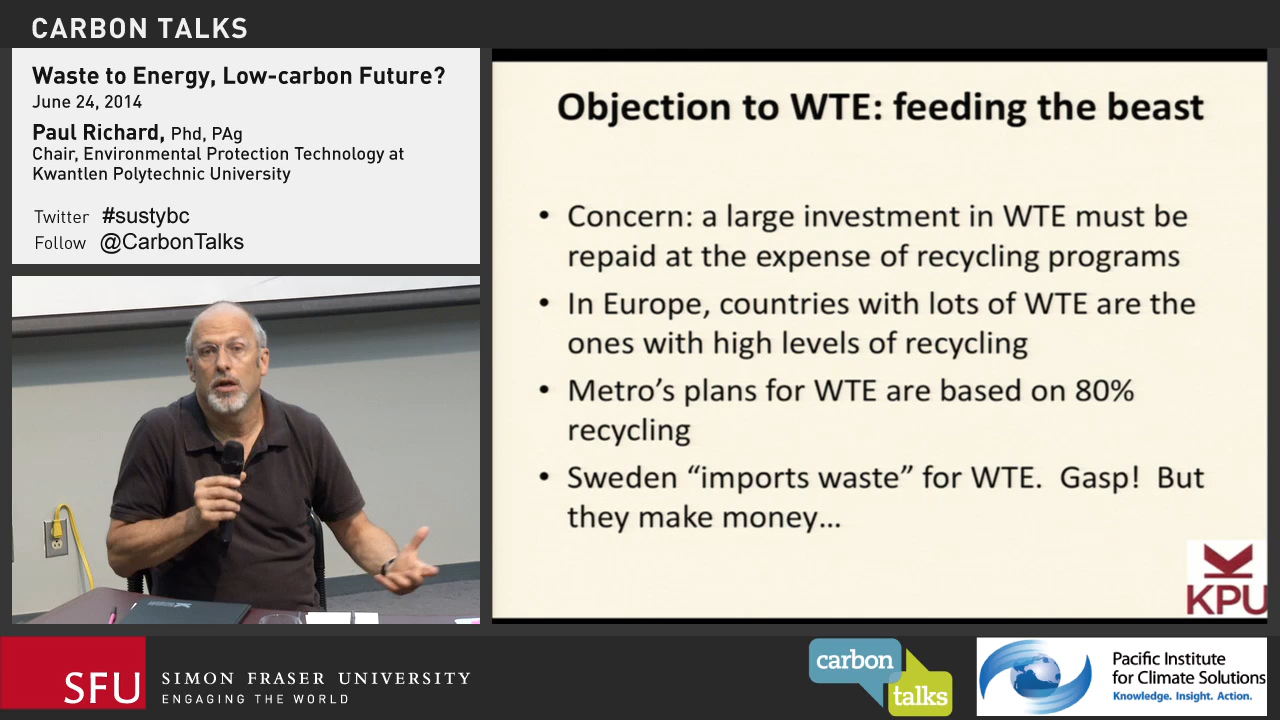 CARBON TALKS
Waste to Energy, Low-carbon Future?
June 24, 2014
Paul Richard, Phd, PAg
Chair, Environmental Protection Technology at
Kwantlen Polytechnic University
Twitter #sustybc
Follow @CarbonTalks
Objection to WTE: feeding the beast
• Concern: a large investment in WTE must be
repaid at the expense of recycling programs
• In Europe, countries with lots of WTE are the
ones with high levels of recycling
• Metro’s plans for WTE are based on 80%
recycling
• Sweden “imports waste” for WTE. Gasp! But
they make money...
KPU
SFU
SIMON FRASER UNIVERSITY
ENGAGING THE WORLD
carbon
talks
Pacific Institute
for Climate Solutions
Knowledge. Insight. Action.